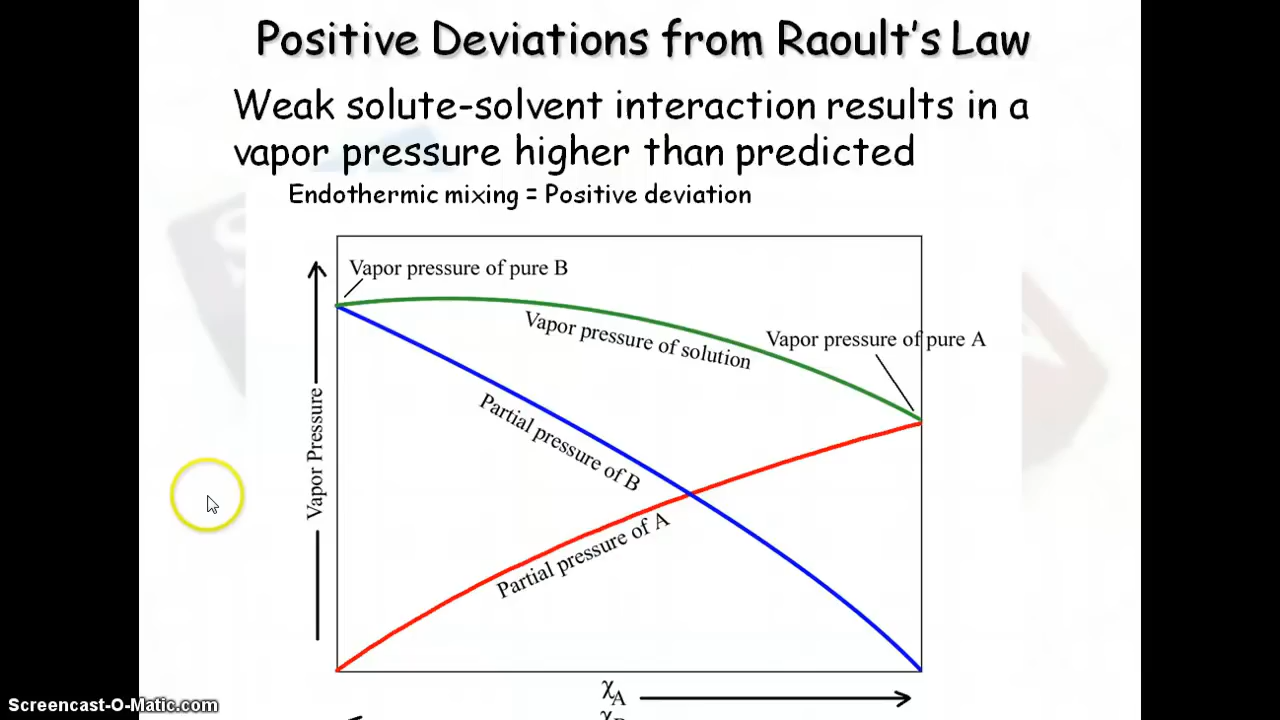 Positive Deviations from Raoult's Law
Weak solute-solvent interaction results in a
vapor pressure higher than predicted
Endothermic mixing = Positive deviation
Vapor pressure of pure B
Vapor pressure of solution
Vapor pressure of pure A
Partial pressure of B
Partial pressure of A
Vapor Pressure
χA
Screencast-O-Matic.com